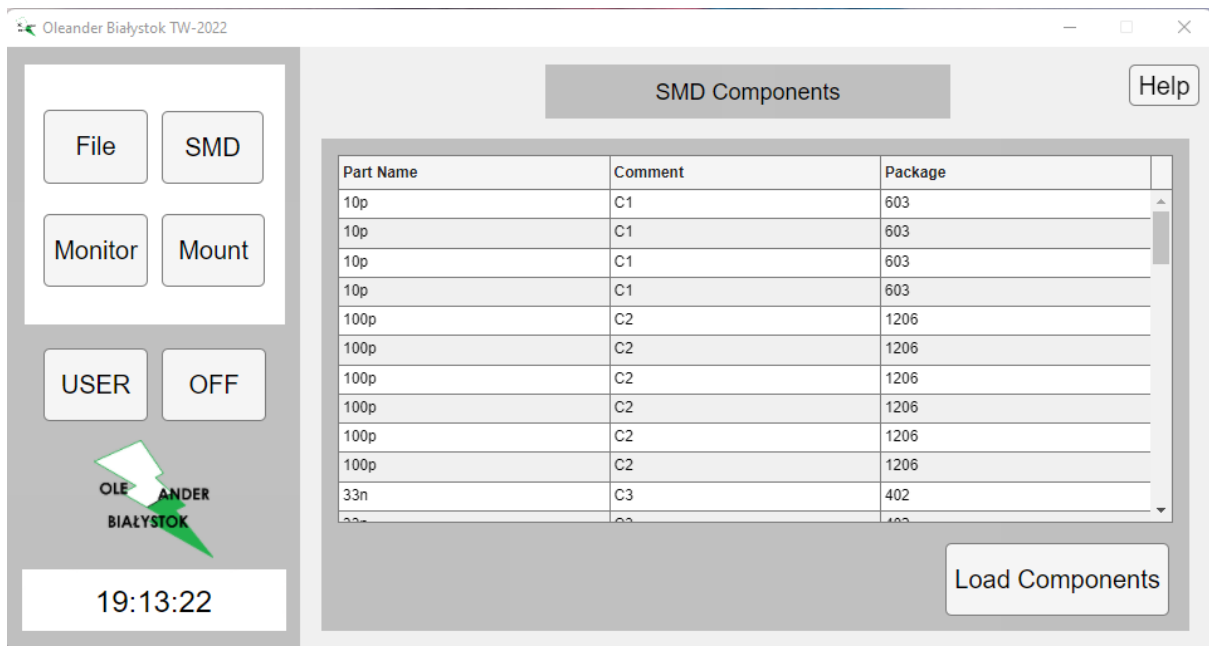 Oleander Białystok TW-2022
File SMD
Monitor Mount
USER OFF
OLEANDER
BIAŁYSTOK
19:13:22
SMD Components
Help
Part Name Comment Package
10p C1 603
10p C1 603
10p C1 603
10p C1 603
100p C2 1206
100p C2 1206
100p C2 1206
100p C2 1206
100p C2 1206
100p C2 1206
33n C3 402
Load Components